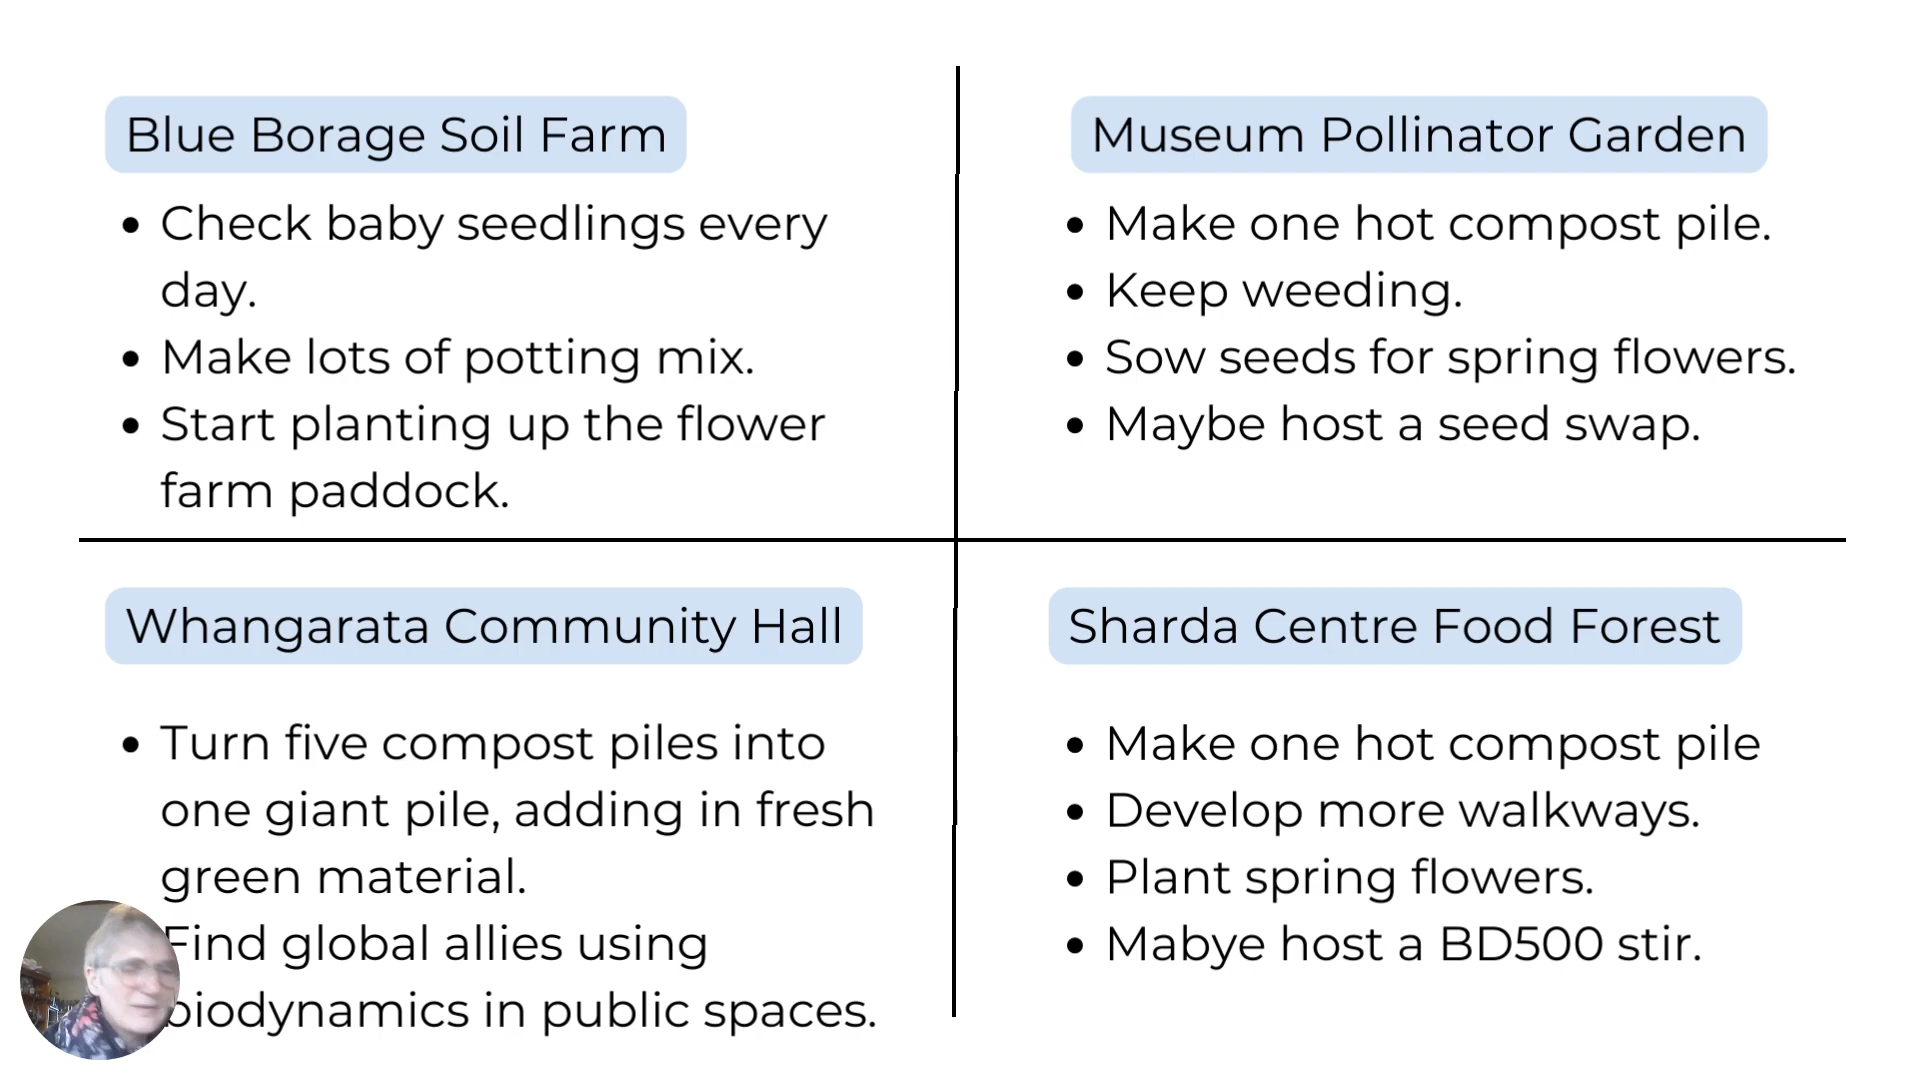 Blue Borage Soil Farm
• Check baby seedlings every
day.
• Make lots of potting mix.
• Start planting up the flower
farm paddock.
Museum Pollinator Garden
• Make one hot compost pile.
• Keep weeding.
• Sow seeds for spring flowers.
• Maybe host a seed swap.
Whangarata Community Hall
• Turn five compost piles into
one giant pile, adding in fresh
green material.
Find global allies using
biodynamics in public spaces.
Sharda Centre Food Forest
• Make one hot compost pile
• Develop more walkways.
• Plant spring flowers.
• Mabye host a BD500 stir.